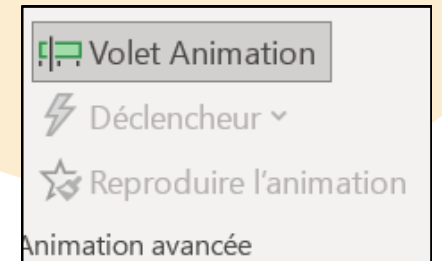 Volet Animation
Déclencheur
Reproduire l'animation
Animation avancée